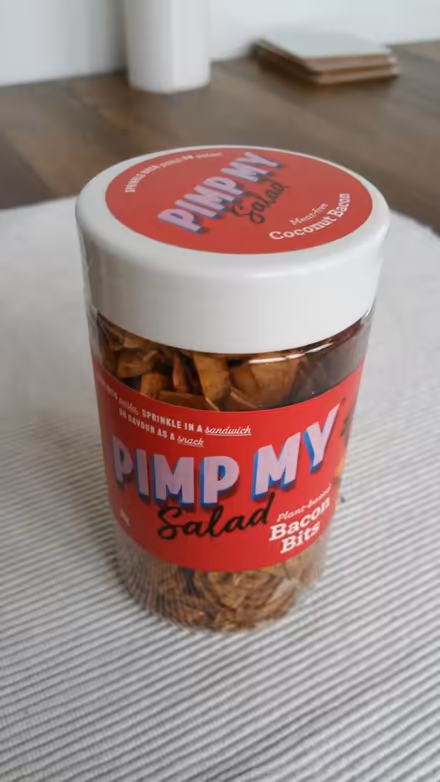 PIMP MY
Salad
Meat-free
Coconut Bacon
SPRINKLE IN A sandwich
OR SAVOUR AS A snack
PIMP MY
Salad
Plant-based
Bacon
Bits